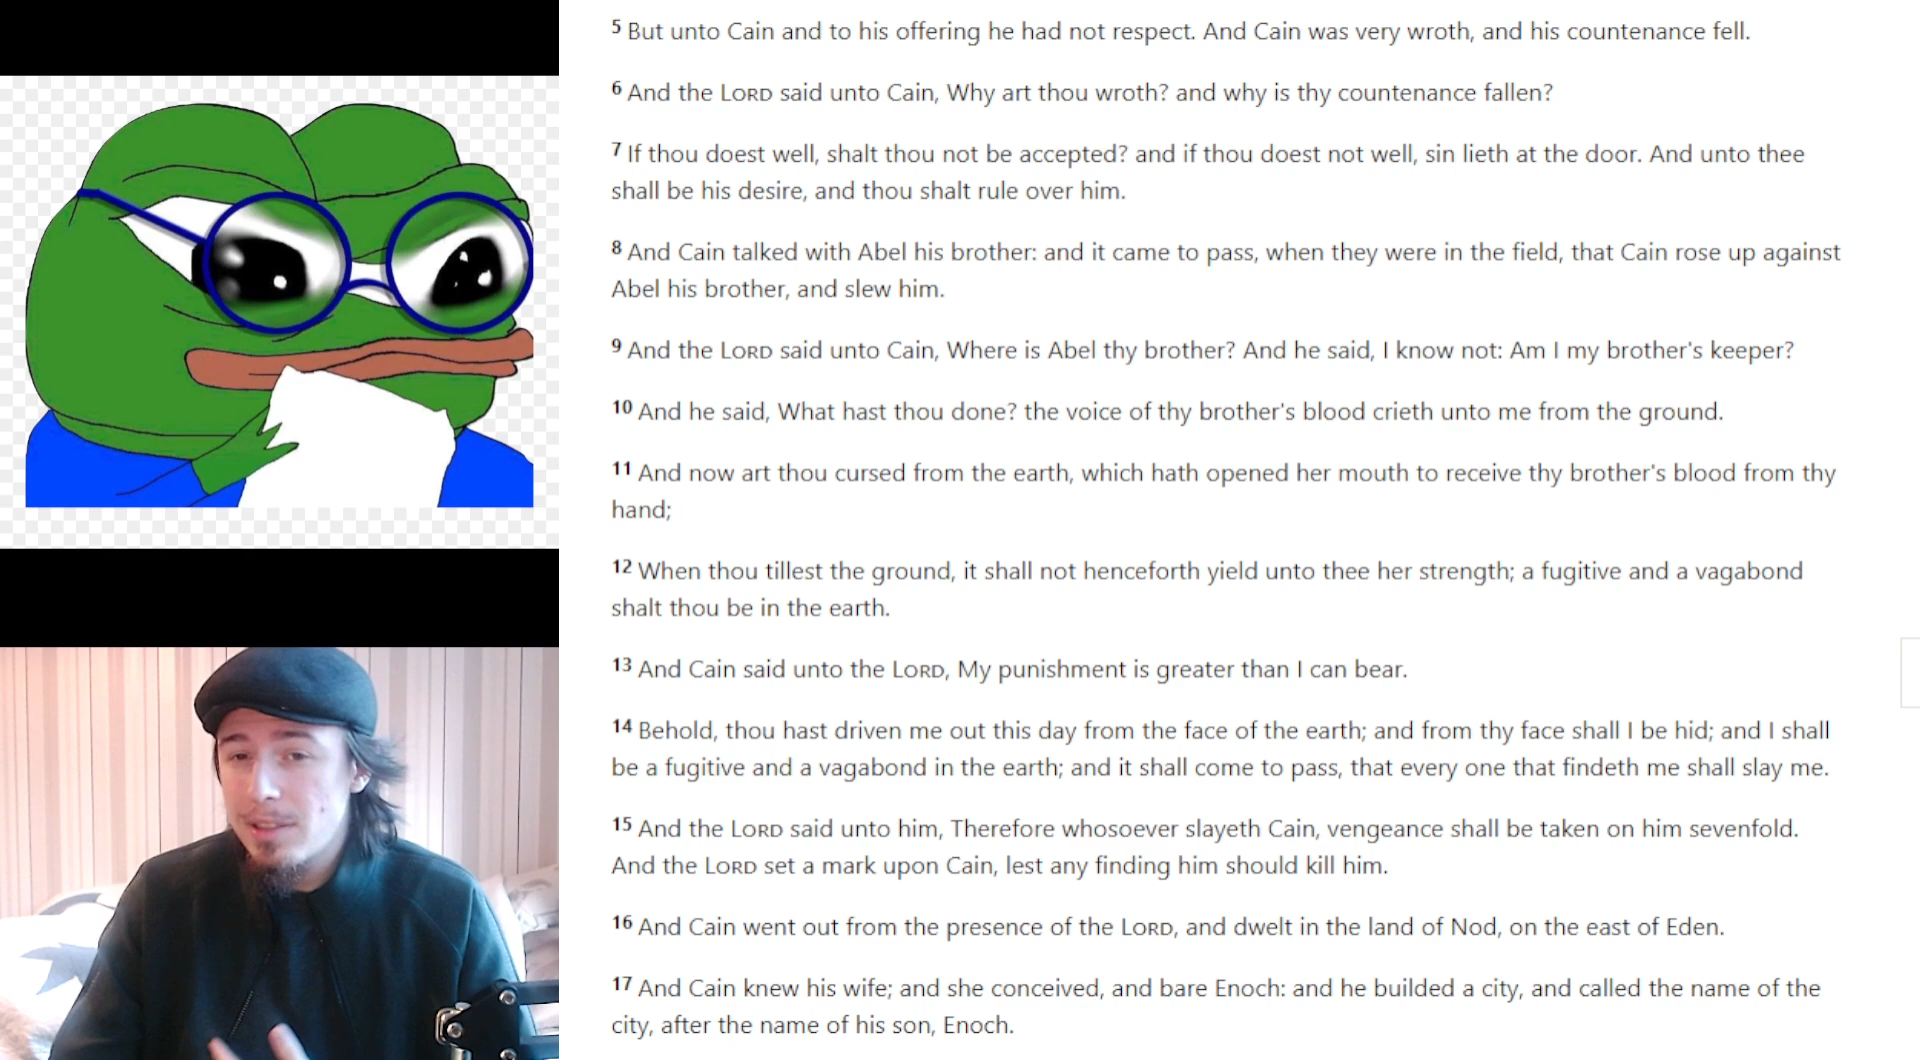 5 But unto Cain and to his offering he had not respect. And Cain was very wroth, and his countenance fell.
6 And the LORD said unto Cain, Why art thou wroth? and why is thy countenance fallen?
7 If thou doest well, shalt thou not be accepted? and if thou doest not well, sin lieth at the door. And unto thee
shall be his desire, and thou shalt rule over him.
8 And Cain talked with Abel his brother: and it came to pass, when they were in the field, that Cain rose up against
Abel his brother, and slew him.
9 And the LORD said unto Cain, Where is Abel thy brother? And he said, I know not: Am I my brother's keeper?
10 And he said, What hast thou done? the voice of thy brother's blood crieth unto me from the ground.
11 And now art thou cursed from the earth, which hath opened her mouth to receive thy brother's blood from thy
hand;
12 When thou tillest the ground, it shall not henceforth yield unto thee her strength; a fugitive and a vagabond
shalt thou be in the earth.
13 And Cain said unto the LORD, My punishment is greater than I can bear.
14 Behold, thou hast driven me out this day from the face of the earth; and from thy face shall I be hid; and I shall
be a fugitive and a vagabond in the earth; and it shall come to pass, that every one that findeth me shall slay me.
15 And the LORD said unto him, Therefore whosoever slayeth Cain, vengeance shall be taken on him sevenfold.
And the LORD set a mark upon Cain, lest any finding him should kill him.
16 And Cain went out from the presence of the LORD, and dwelt in the land of Nod, on the east of Eden.
17 And Cain knew his wife; and she conceived, and bare Enoch: and he builded a city, and called the name of the
city, after the name of his son, Enoch.